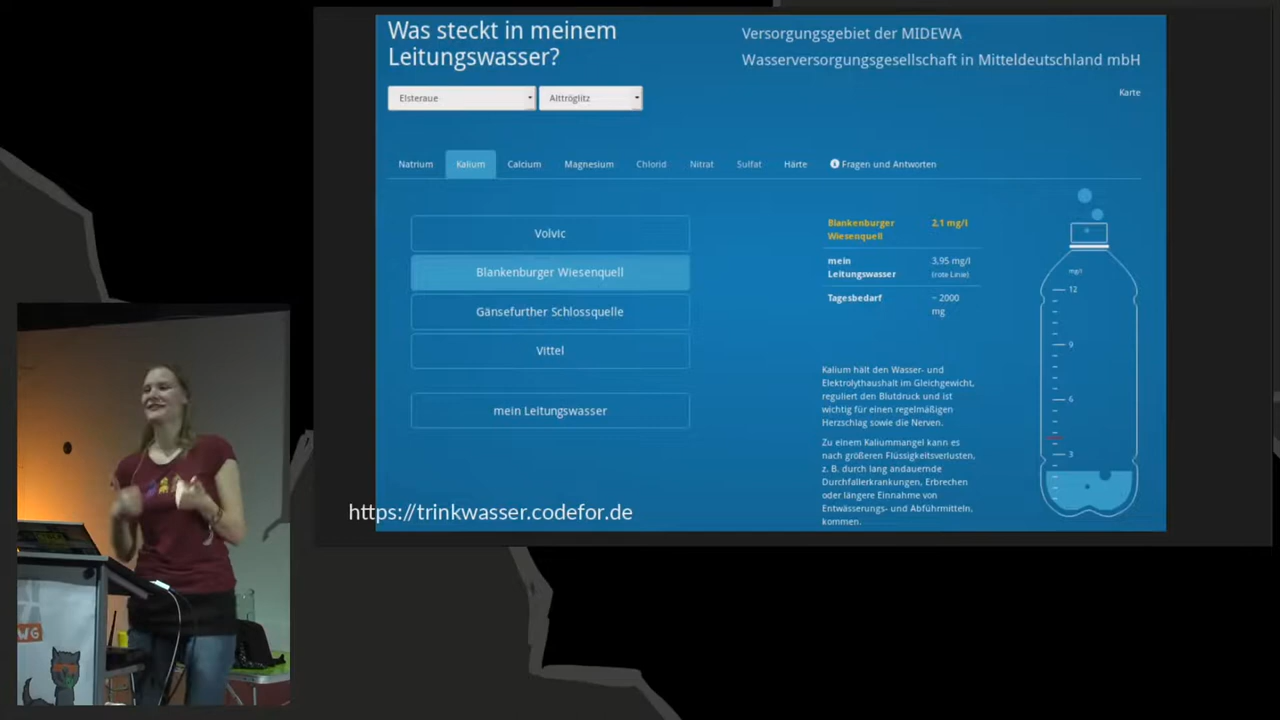 Was steckt in meinem
Leitungswasser?
Versorgungsgebiet der MIDEWA
Wasserversorgungsgesellschaft in Mitteldeutschland mbH
Elsteraue
Alttröglitz
Karte
Natrium
Kalium
Calcium
Magnesium
Chlorid
Nitrat
Sulfat
Härte
Fragen und Antworten
Volvic
Blankenburger Wiesenquell
Gänsefurther Schlossquelle
Vittel
mein Leitungswasser
Blankenburger 2,1 mg/l
Wiesenquell
mein 3,95 mg/l
Leitungswasser (rote Linie)
Tagesbedarf ~ 2000
mg
Kalium hält den Wasser- und
Elektrolythaushalt im Gleichgewicht,
reguliert den Blutdruck und ist
wichtig für einen regelmäßigen
Herzschlag sowie die Nerven.
Zu einem Kaliummangel kann es
nach größeren Flüssigkeitsverlusten,
z. B. durch lang andauernde
Durchfallerkrankungen, Erbrechen
oder längere Einnahme von
Entwässerungs- und Abführmitteln,
kommen.
mg/l
12
9
6
3
https://trinkwasser.codefor.de
WG